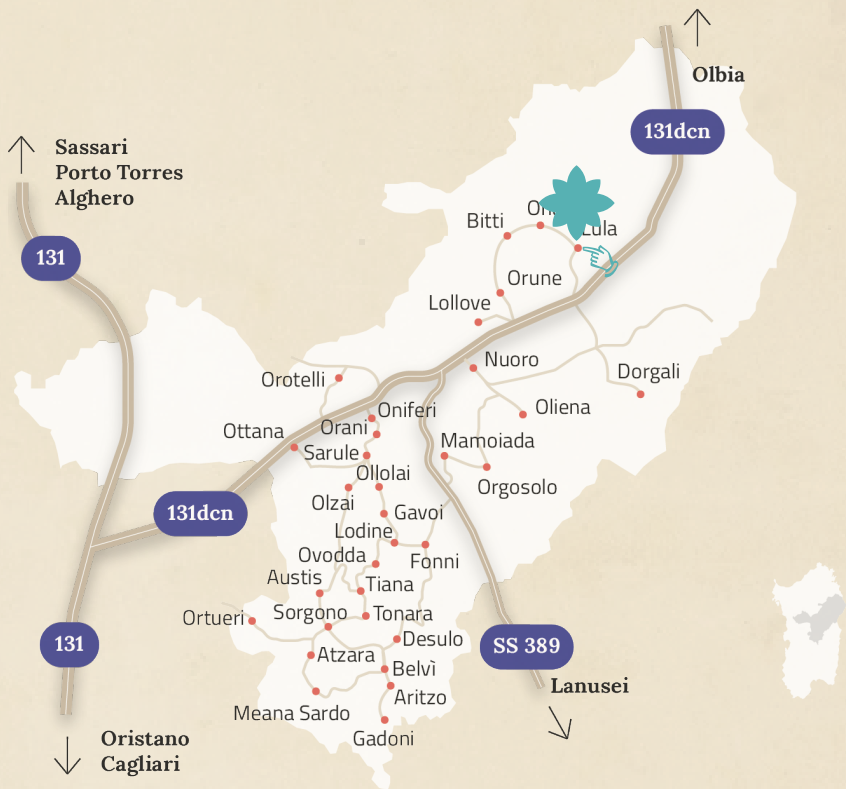 Olbia
131dcn
Sassari
Porto Torres
Alghero
131
Bitti
Lula
Orune
Lollove
Nuoro
Dorgali
Orotelli
Oniferi
Oliena
Orani
Ottana
Mamoiada
Sarule
Ollolai
Orgosolo
Olzai
131dcn
Gavoi
Lodine
Ovodda
Fonni
Austis
Tiana
Sorgono
Tonara
Ortueri
Desulo
131
SS 389
Atzara
Belvì
Lanusei
Aritzo
Meana Sardo
Gadoni
Oristano
Cagliari